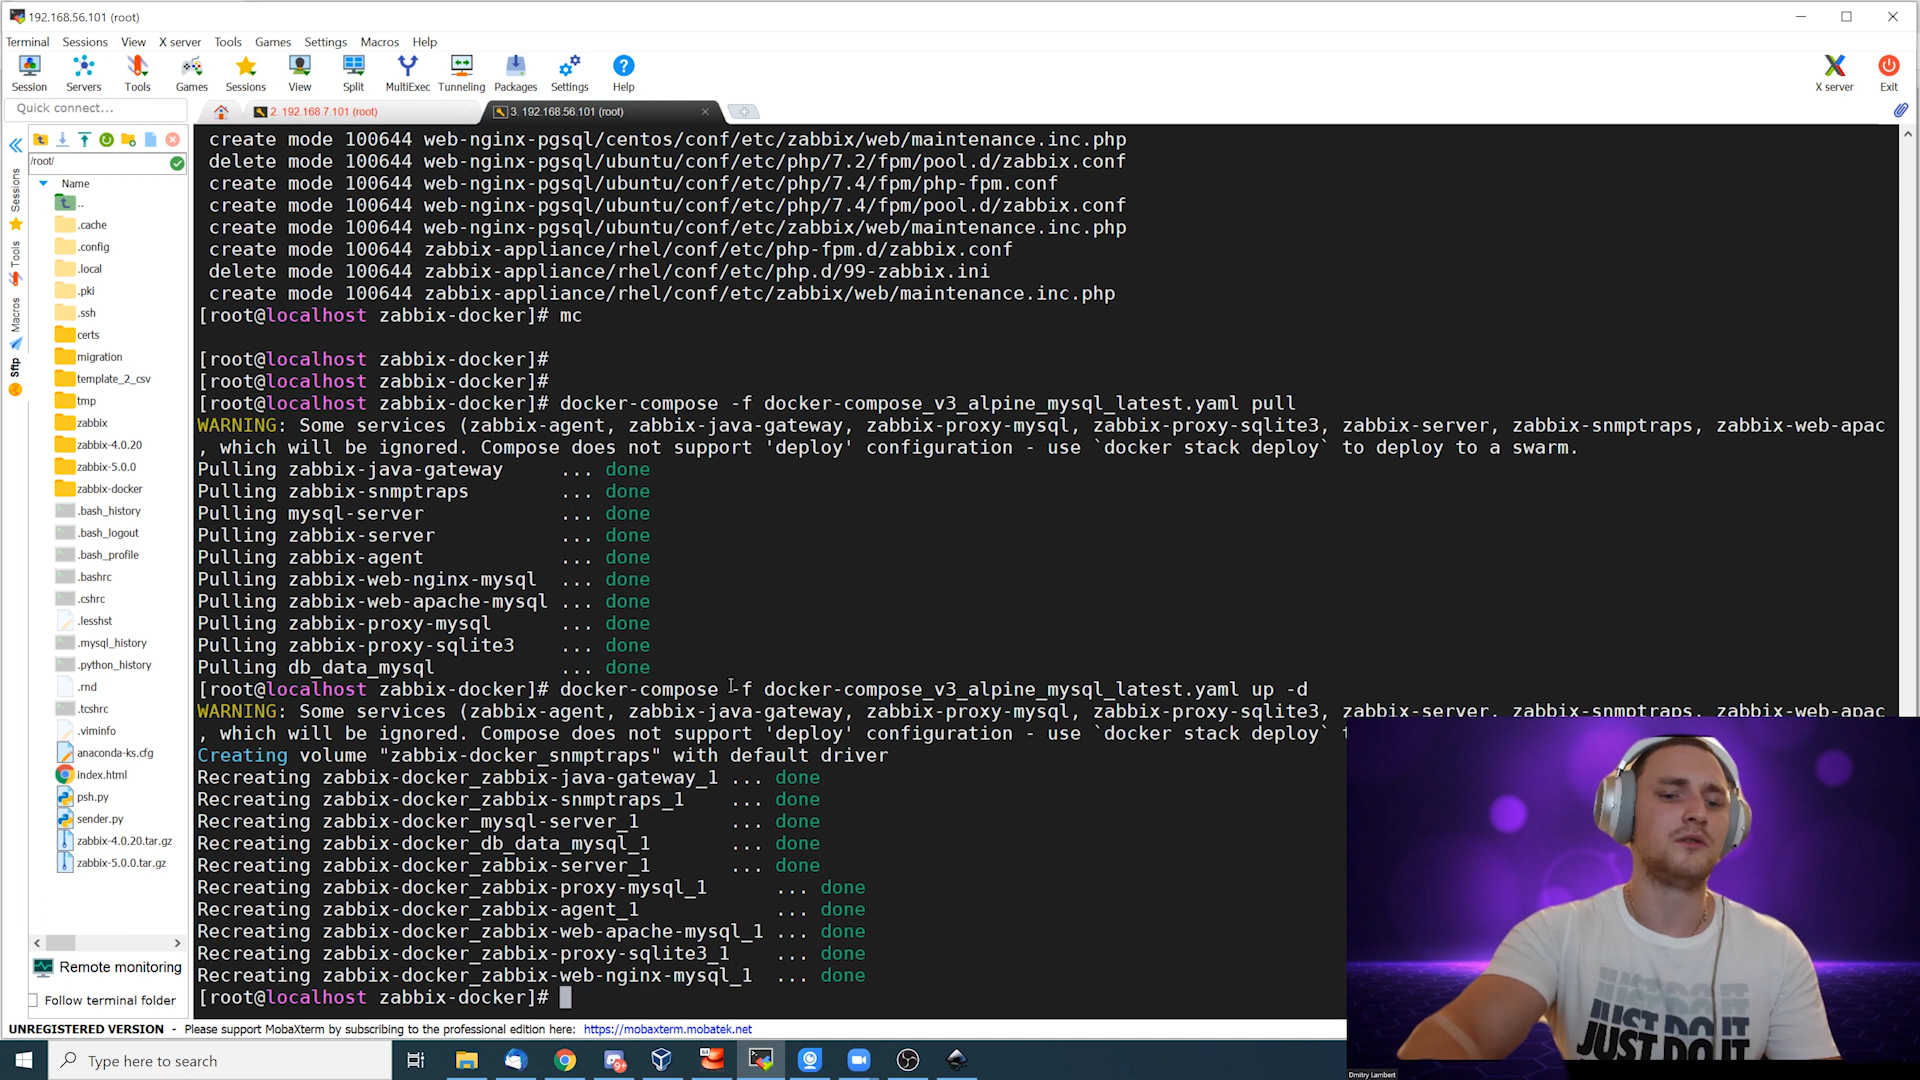 192.168.56.101 (root)
Terminal Sessions View X server Tools Games Settings Macros Help
Session Servers Tools Games Sessions View Split MultiExec Tunneling Packages Settings Help X server Exit
Quick connect...
2. 192.168.7.101 (root)
3. 192.168.56.101 (root)
/root/
Name
..
.cache
.config
.local
.pki
.ssh
certs
migration
template_2_csv
tmp
zabbix
zabbix-4.0.20
zabbix-5.0.0
zabbix-docker
.bash_history
.bash_logout
.bash_profile
.bashrc
.cshrc
.lesshst
.mysql_history
.python_history
.rnd
.tcshrc
.viminfo
anaconda-ks.cfg
index.html
psh.py
sender.py
zabbix-4.0.20.tar.gz
zabbix-5.0.0.tar.gz
Sessions
Tools
Macros
Sftp
Remote monitoring
Follow terminal folder
create mode 100644 web-nginx-pgsql/centos/conf/etc/zabbix/web/maintenance.inc.php
delete mode 100644 web-nginx-pgsql/ubuntu/conf/etc/php/7.2/fpm/pool.d/zabbix.conf
create mode 100644 web-nginx-pgsql/ubuntu/conf/etc/php/7.4/fpm/php-fpm.conf
create mode 100644 web-nginx-pgsql/ubuntu/conf/etc/php/7.4/fpm/pool.d/zabbix.conf
create mode 100644 web-nginx-pgsql/ubuntu/conf/etc/zabbix/web/maintenance.inc.php
create mode 100644 zabbix-appliance/rhel/conf/etc/php-fpm.d/zabbix.conf
delete mode 100644 zabbix-appliance/rhel/conf/etc/php.d/99-zabbix.ini
create mode 100644 zabbix-appliance/rhel/conf/etc/zabbix/web/maintenance.inc.php
[root@localhost zabbix-docker]# mc
[root@localhost zabbix-docker]#
[root@localhost zabbix-docker]#
[root@localhost zabbix-docker]# docker-compose -f docker-compose_v3_alpine_mysql_latest.yaml pull
WARNING: Some services (zabbix-agent, zabbix-java-gateway, zabbix-proxy-mysql, zabbix-proxy-sqlite3, zabbix-server, zabbix-snmptraps, zabbix-web-apac
, which will be ignored. Compose does not support 'deploy' configuration - use `docker stack deploy` to deploy to a swarm.
Pulling zabbix-java-gateway ... done
Pulling zabbix-snmptraps ... done
Pulling mysql-server ... done
Pulling zabbix-server ... done
Pulling zabbix-agent ... done
Pulling zabbix-web-nginx-mysql ... done
Pulling zabbix-web-apache-mysql ... done
Pulling zabbix-proxy-mysql ... done
Pulling zabbix-proxy-sqlite3 ... done
Pulling db_data_mysql ... done
[root@localhost zabbix-docker]# docker-compose -f docker-compose_v3_alpine_mysql_latest.yaml up -d
WARNING: Some services (zabbix-agent, zabbix-java-gateway, zabbix-proxy-mysql, zabbix-proxy-sqlite3, zabbix-server, zabbix-snmptraps, zabbix-web-apac
, which will be ignored. Compose does not support 'deploy' configuration - use `docker stack deploy`
Creating volume "zabbix-docker_snmptraps" with default driver
Recreating zabbix-docker_zabbix-java-gateway_1 ... done
Recreating zabbix-docker_zabbix-snmptraps_1 ... done
Recreating zabbix-docker_mysql-server_1 ... done
Recreating zabbix-docker_db_data_mysql_1 ... done
Recreating zabbix-docker_zabbix-server_1 ... done
Recreating zabbix-docker_zabbix-proxy-mysql_1 ... done
Recreating zabbix-docker_zabbix-agent_1 ... done
Recreating zabbix-docker_zabbix-web-apache-mysql_1 ... done
Recreating zabbix-docker_zabbix-proxy-sqlite3_1 ... done
Recreating zabbix-docker_zabbix-web-nginx-mysql_1 ... done
[root@localhost zabbix-docker]#
JUST DO IT
JUST DO IT
Dmitry Lambert
UNREGISTERED VERSION - Please support MobaXterm by subscribing to the professional edition here: https://mobaxterm.mobatek.net
Type here to search
64
9+